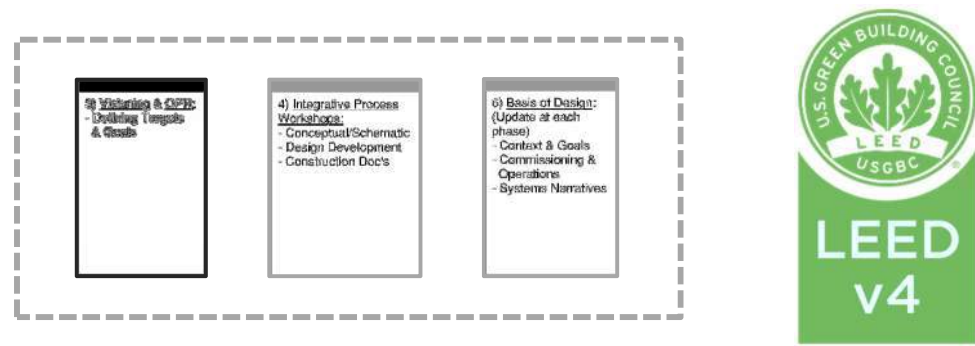 3) Visioning & OPR:
- Defining Targets
& Goals
4) Integrative Process
Workshops:
- Conceptual/Schematic
- Design Development
- Construction Doc's
5) Basis of Design:
(Update at each
phase)
- Context & Goals
- Commissioning &
Operations
- Systems Narratives
U.S. GREEN BUILDING COUNCIL
LEED
USGBC
®
LEED
v4